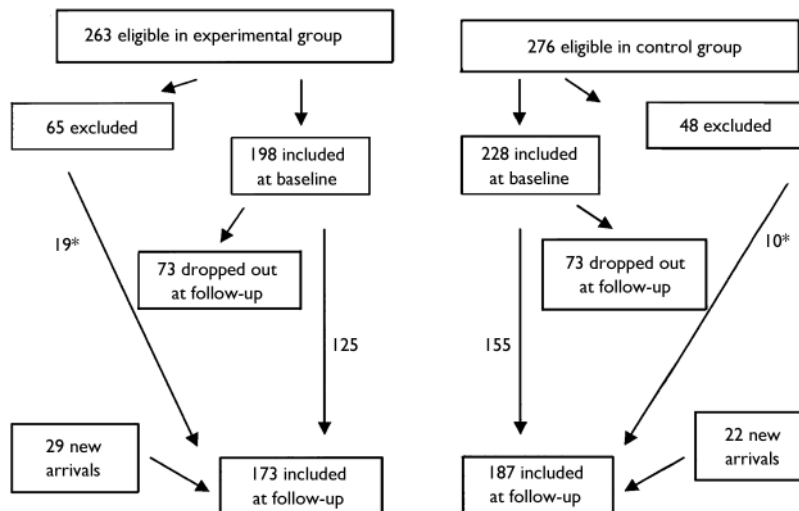 263 eligible in experimental group
276 eligible in control group
65 excluded
48 excluded
198 included
at baseline
228 included
at baseline
19*
10*
73 dropped out
at follow-up
73 dropped out
at follow-up
125
155
29 new
arrivals
22 new
arrivals
173 included
at follow-up
187 included
at follow-up